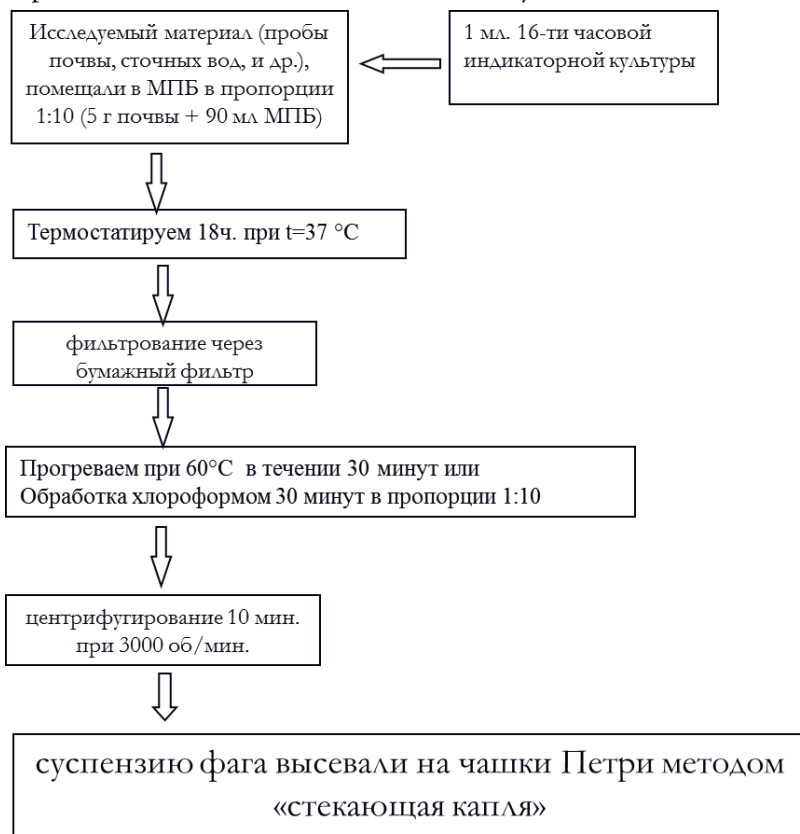 Исследуемый материал (пробы
почвы, сточных вод, и др.),
помещали в МПБ в пропорции
1:10 (5 г почвы + 90 мл МПБ)
1 мл. 16-ти часовой
индикаторной культуры
Термостатируем 18ч. при t=37 °C
фильтрование через
бумажный фильтр
Прогреваем при 60°C в течении 30 минут или
Обработка хлороформом 30 минут в пропорции 1:10
центрифугирование 10 мин.
при 3000 об/мин.
суспензию фага высевали на чашки Петри методом
«стекающая капля»